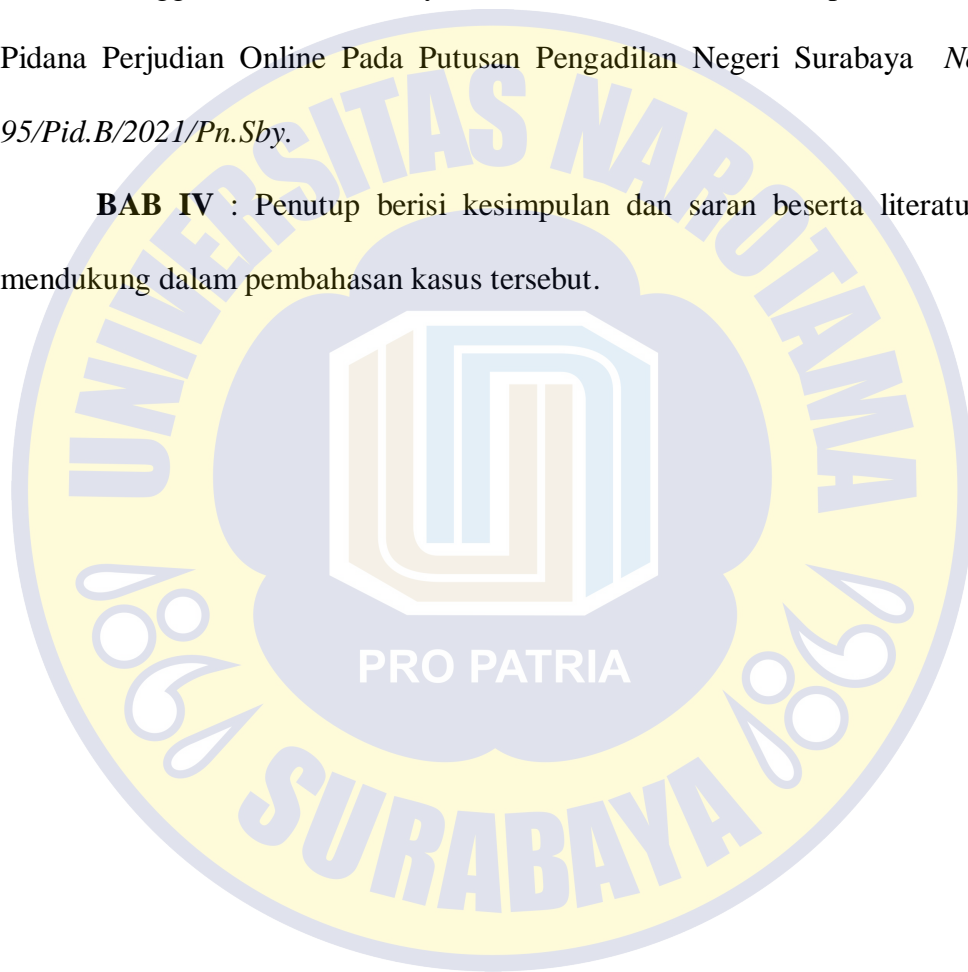 Pidana Perjudian Online Pada Putusan Pengadilan Negeri Surabaya
95/Pid.B/2021/Pn.Sby.
BAB IV : Penutup berisi kesimpulan dan saran beserta
mendukung dalam pembahasan kasus tersebut.
UNIVERSITAS NAROTAMA
PRO PATRIA
SURABAYA